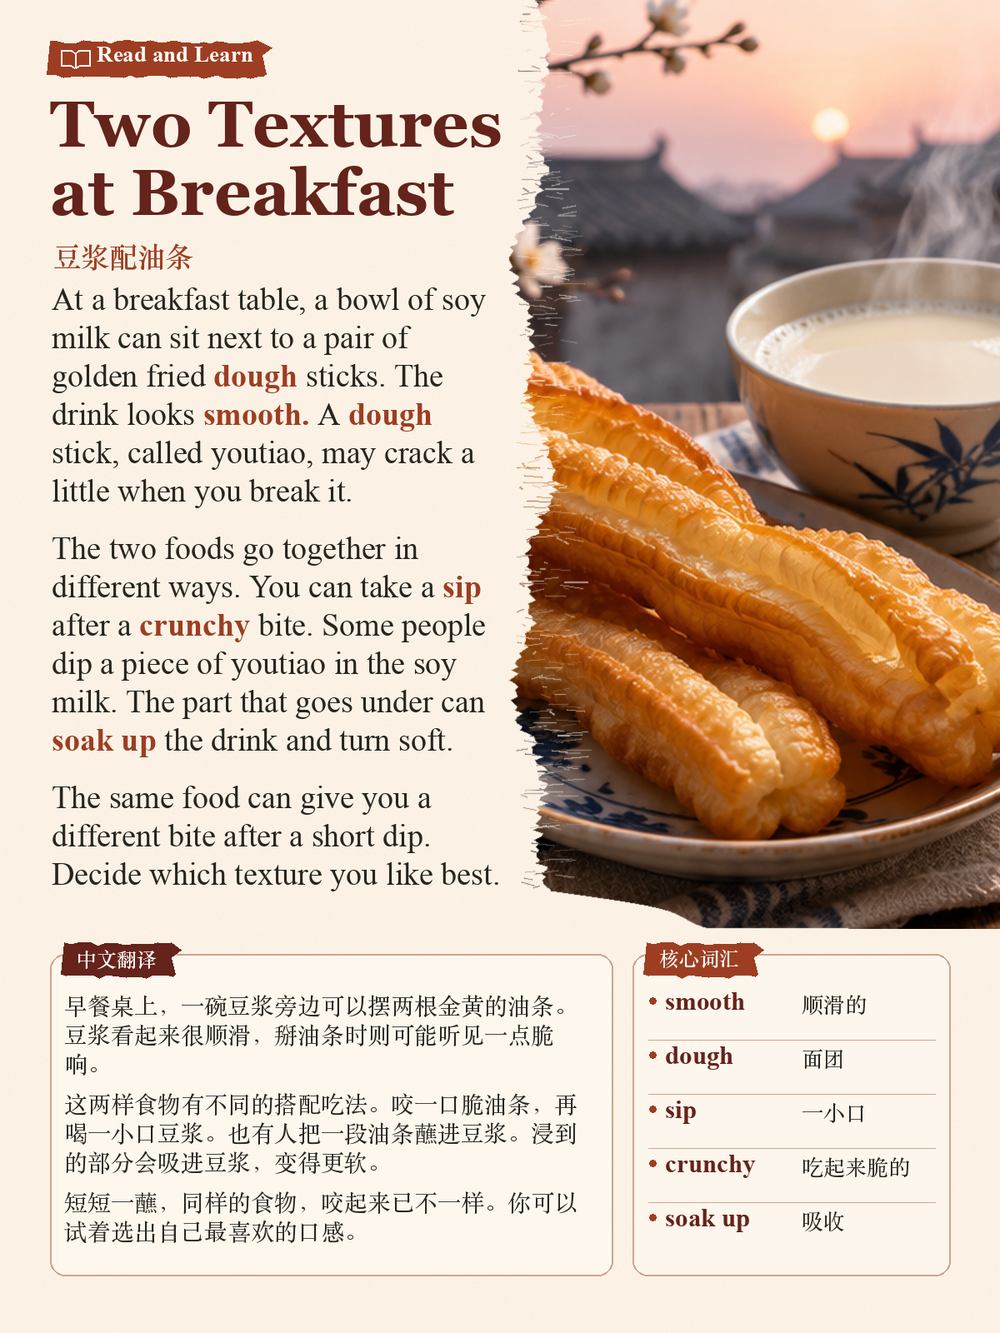 Read and Learn
Two Textures
at Breakfast
豆浆配油条
At a breakfast table, a bowl of soy
milk can sit next to a pair of
golden fried dough sticks. The
drink looks smooth. A dough
stick, called youtiao, may crack a
little when you break it.
The two foods go together in
different ways. You can take a sip
after a crunchy bite. Some people
dip a piece of youtiao in the soy
milk. The part that goes under can
soak up the drink and turn soft.
The same food can give you a
different bite after a short dip.
Decide which texture you like best.
中文翻译
早餐桌上，一碗豆浆旁边可以摆两根金黄的油条。
豆浆看起来很顺滑，掰油条时则可能听见一点脆
响。
这两样食物有不同的搭配吃法。咬一口脆油条，再
喝一小口豆浆。也有人把一段油条蘸进豆浆。浸到
的部分会吸进豆浆，变得更软。
短短一蘸，同样的食物，咬起来已不一样。你可以
试着选出自己最喜欢的口感。
核心词汇
• smooth 顺滑的
• dough 面团
• sip 一小口
• crunchy 吃起来脆的
• soak up 吸收